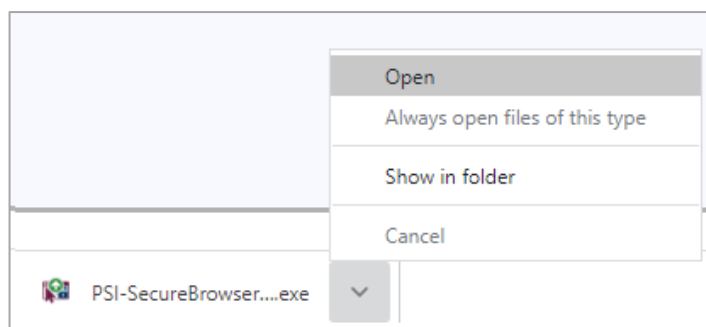 Open
Always open files of this type
Show in folder
Cancel
PSI-SecureBrowser....exe